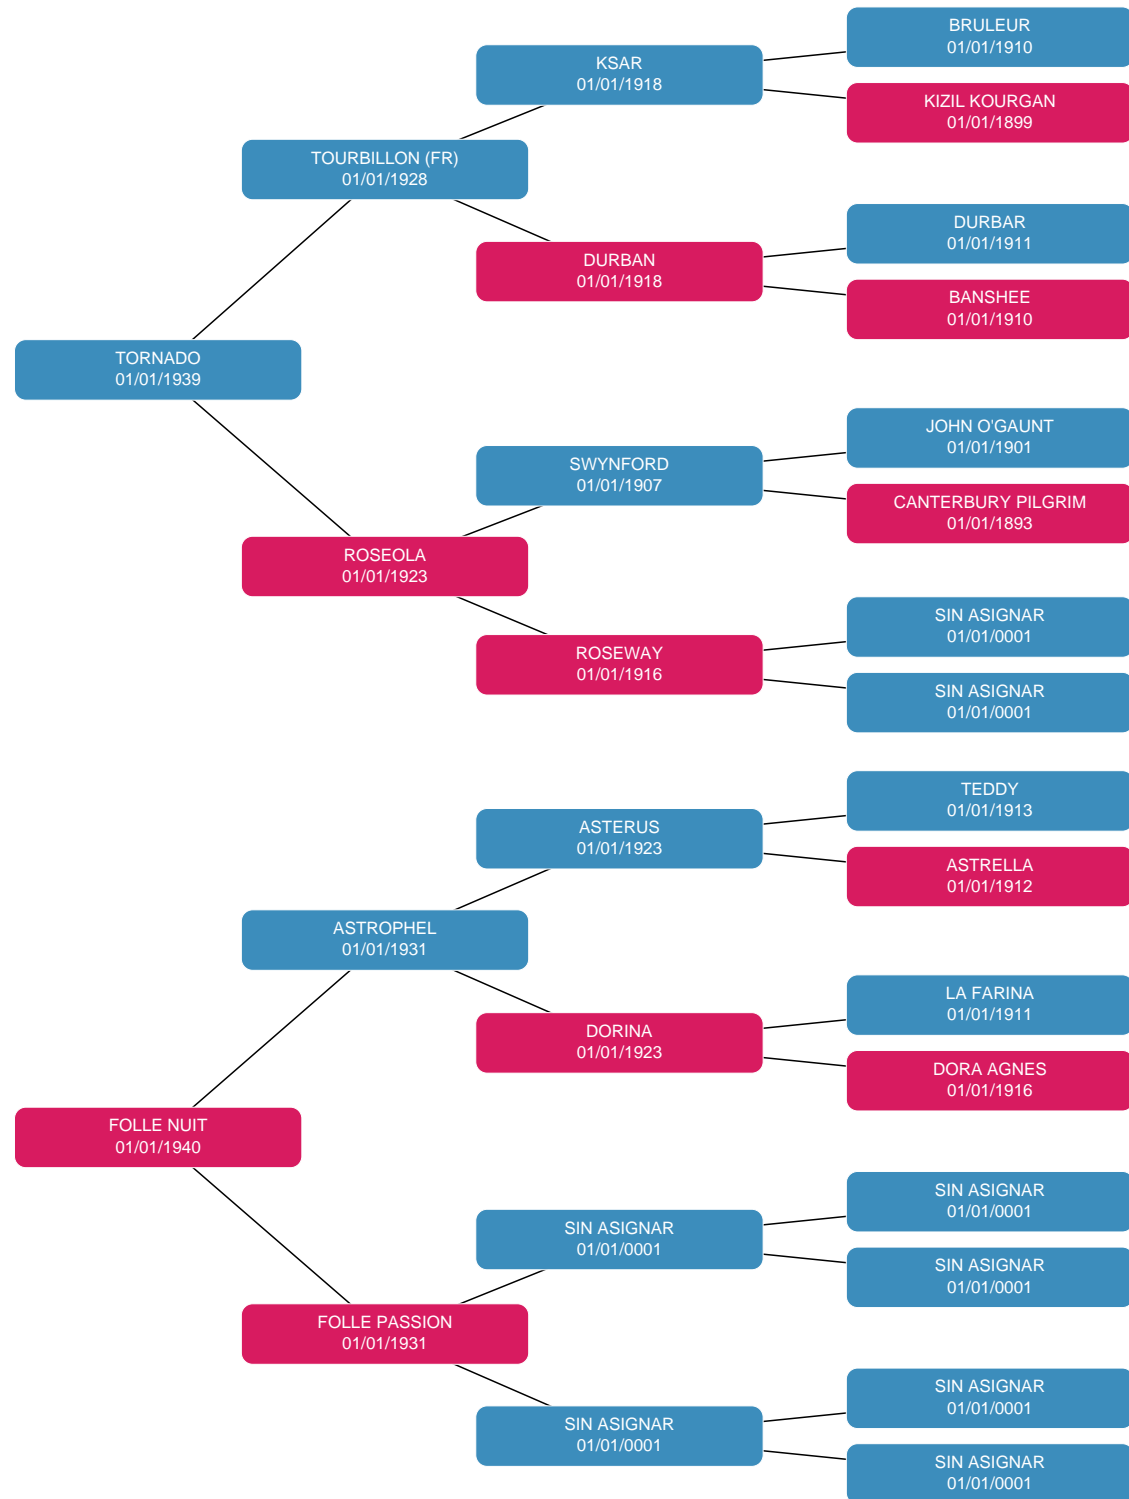 BRULEUR
01/01/1910
KSAR
01/01/1918
KIZIL KOURGAN
01/01/1899
TOURBILLON (FR)
01/01/1928
DURBAR
01/01/1911
DURBAN
01/01/1918
BANSHEE
01/01/1910
TORNADO
01/01/1939
JOHN O'GAUNT
01/01/1901
SWYNFORD
01/01/1907
CANTERBURY PILGRIM
01/01/1893
ROSEOLA
01/01/1923
SIN ASIGNAR
01/01/0001
ROSEWAY
01/01/1916
SIN ASIGNAR
01/01/0001
TEDDY
01/01/1913
ASTERUS
01/01/1923
ASTRELLA
01/01/1912
ASTROPHEL
01/01/1931
LA FARINA
01/01/1911
DORINA
01/01/1923
DORA AGNES
01/01/1916
FOLLE NUIT
01/01/1940
SIN ASIGNAR
01/01/0001
SIN ASIGNAR
01/01/0001
SIN ASIGNAR
01/01/0001
FOLLE PASSION
01/01/1931
SIN ASIGNAR
01/01/0001
SIN ASIGNAR
01/01/0001
SIN ASIGNAR
01/01/0001